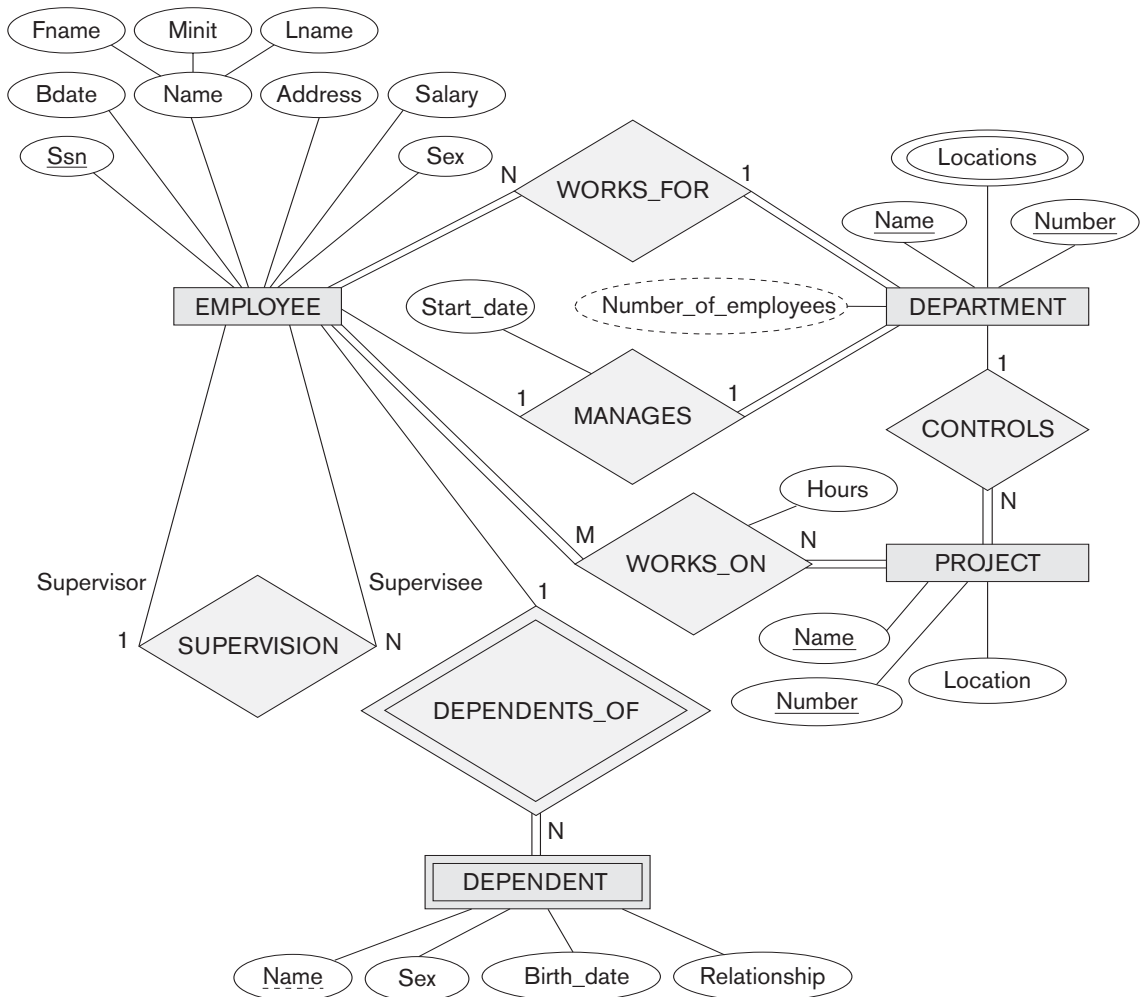 Fname
Minit
Lname
Bdate
Name
Address
Salary
Ssn
Sex
N
WORKS_FOR
1
Locations
Name
Number
EMPLOYEE
Start_date
Number_of_employees
DEPARTMENT
1
MANAGES
1
1
CONTROLS
N
Hours
M
WORKS_ON
N
PROJECT
Supervisor
Supervisee
1
SUPERVISION
N
1
Name
Number
Location
DEPENDENTS_OF
N
DEPENDENT
Name
Sex
Birth_date
Relationship